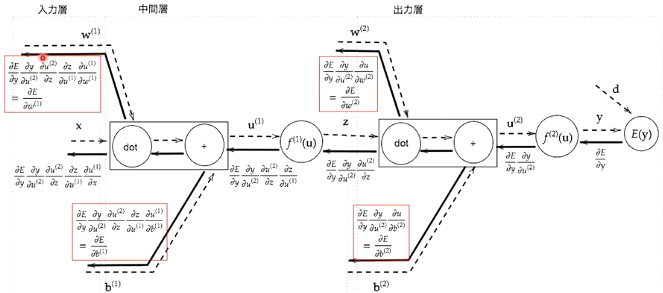 入力層 中間層 出力層
w⁽¹⁾ w⁽²⁾
∂E/∂y ∂y/∂u⁽²⁾ ∂u⁽²⁾/∂z ∂z/∂u⁽¹⁾ ∂u⁽¹⁾/∂w⁽¹⁾
= ∂E/∂w⁽¹⁾
∂E/∂y ∂y/∂u⁽²⁾ ∂u/∂w⁽²⁾
= ∂E/∂w⁽²⁾
d
x dot + u⁽¹⁾ f⁽¹⁾(u) z dot + u⁽²⁾ f⁽²⁾(u) y E(y)
∂E/∂y ∂y/∂u⁽²⁾ ∂u⁽²⁾/∂z ∂z/∂u⁽¹⁾ ∂u⁽¹⁾/∂x
∂E/∂y ∂y/∂u⁽²⁾ ∂u⁽²⁾/∂z ∂z/∂u⁽¹⁾
∂E/∂y ∂y/∂u⁽²⁾ ∂u⁽²⁾/∂z
∂E/∂y ∂y/∂u⁽²⁾
∂E/∂y
∂E/∂y ∂y/∂u⁽²⁾ ∂u⁽²⁾/∂z ∂z/∂u⁽¹⁾ ∂u⁽¹⁾/∂b⁽¹⁾
= ∂E/∂b⁽¹⁾
∂E/∂y ∂y/∂u⁽²⁾ ∂u/∂b⁽²⁾
= ∂E/∂b⁽²⁾
b⁽¹⁾ b⁽²⁾